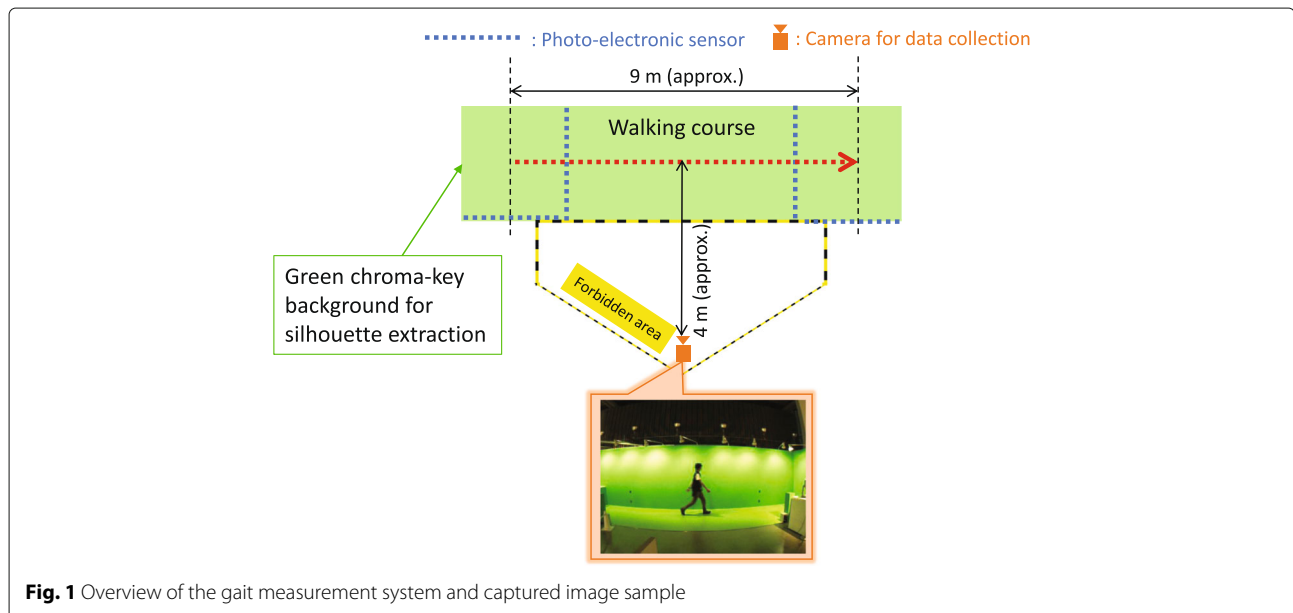 : Photo-electronic sensor
: Camera for data collection
9 m (approx.)
Walking course
4 m (approx.)
Forbidden area
Green chroma-key
background for
silhouette extraction
Fig. 1 Overview of the gait measurement system and captured image sample